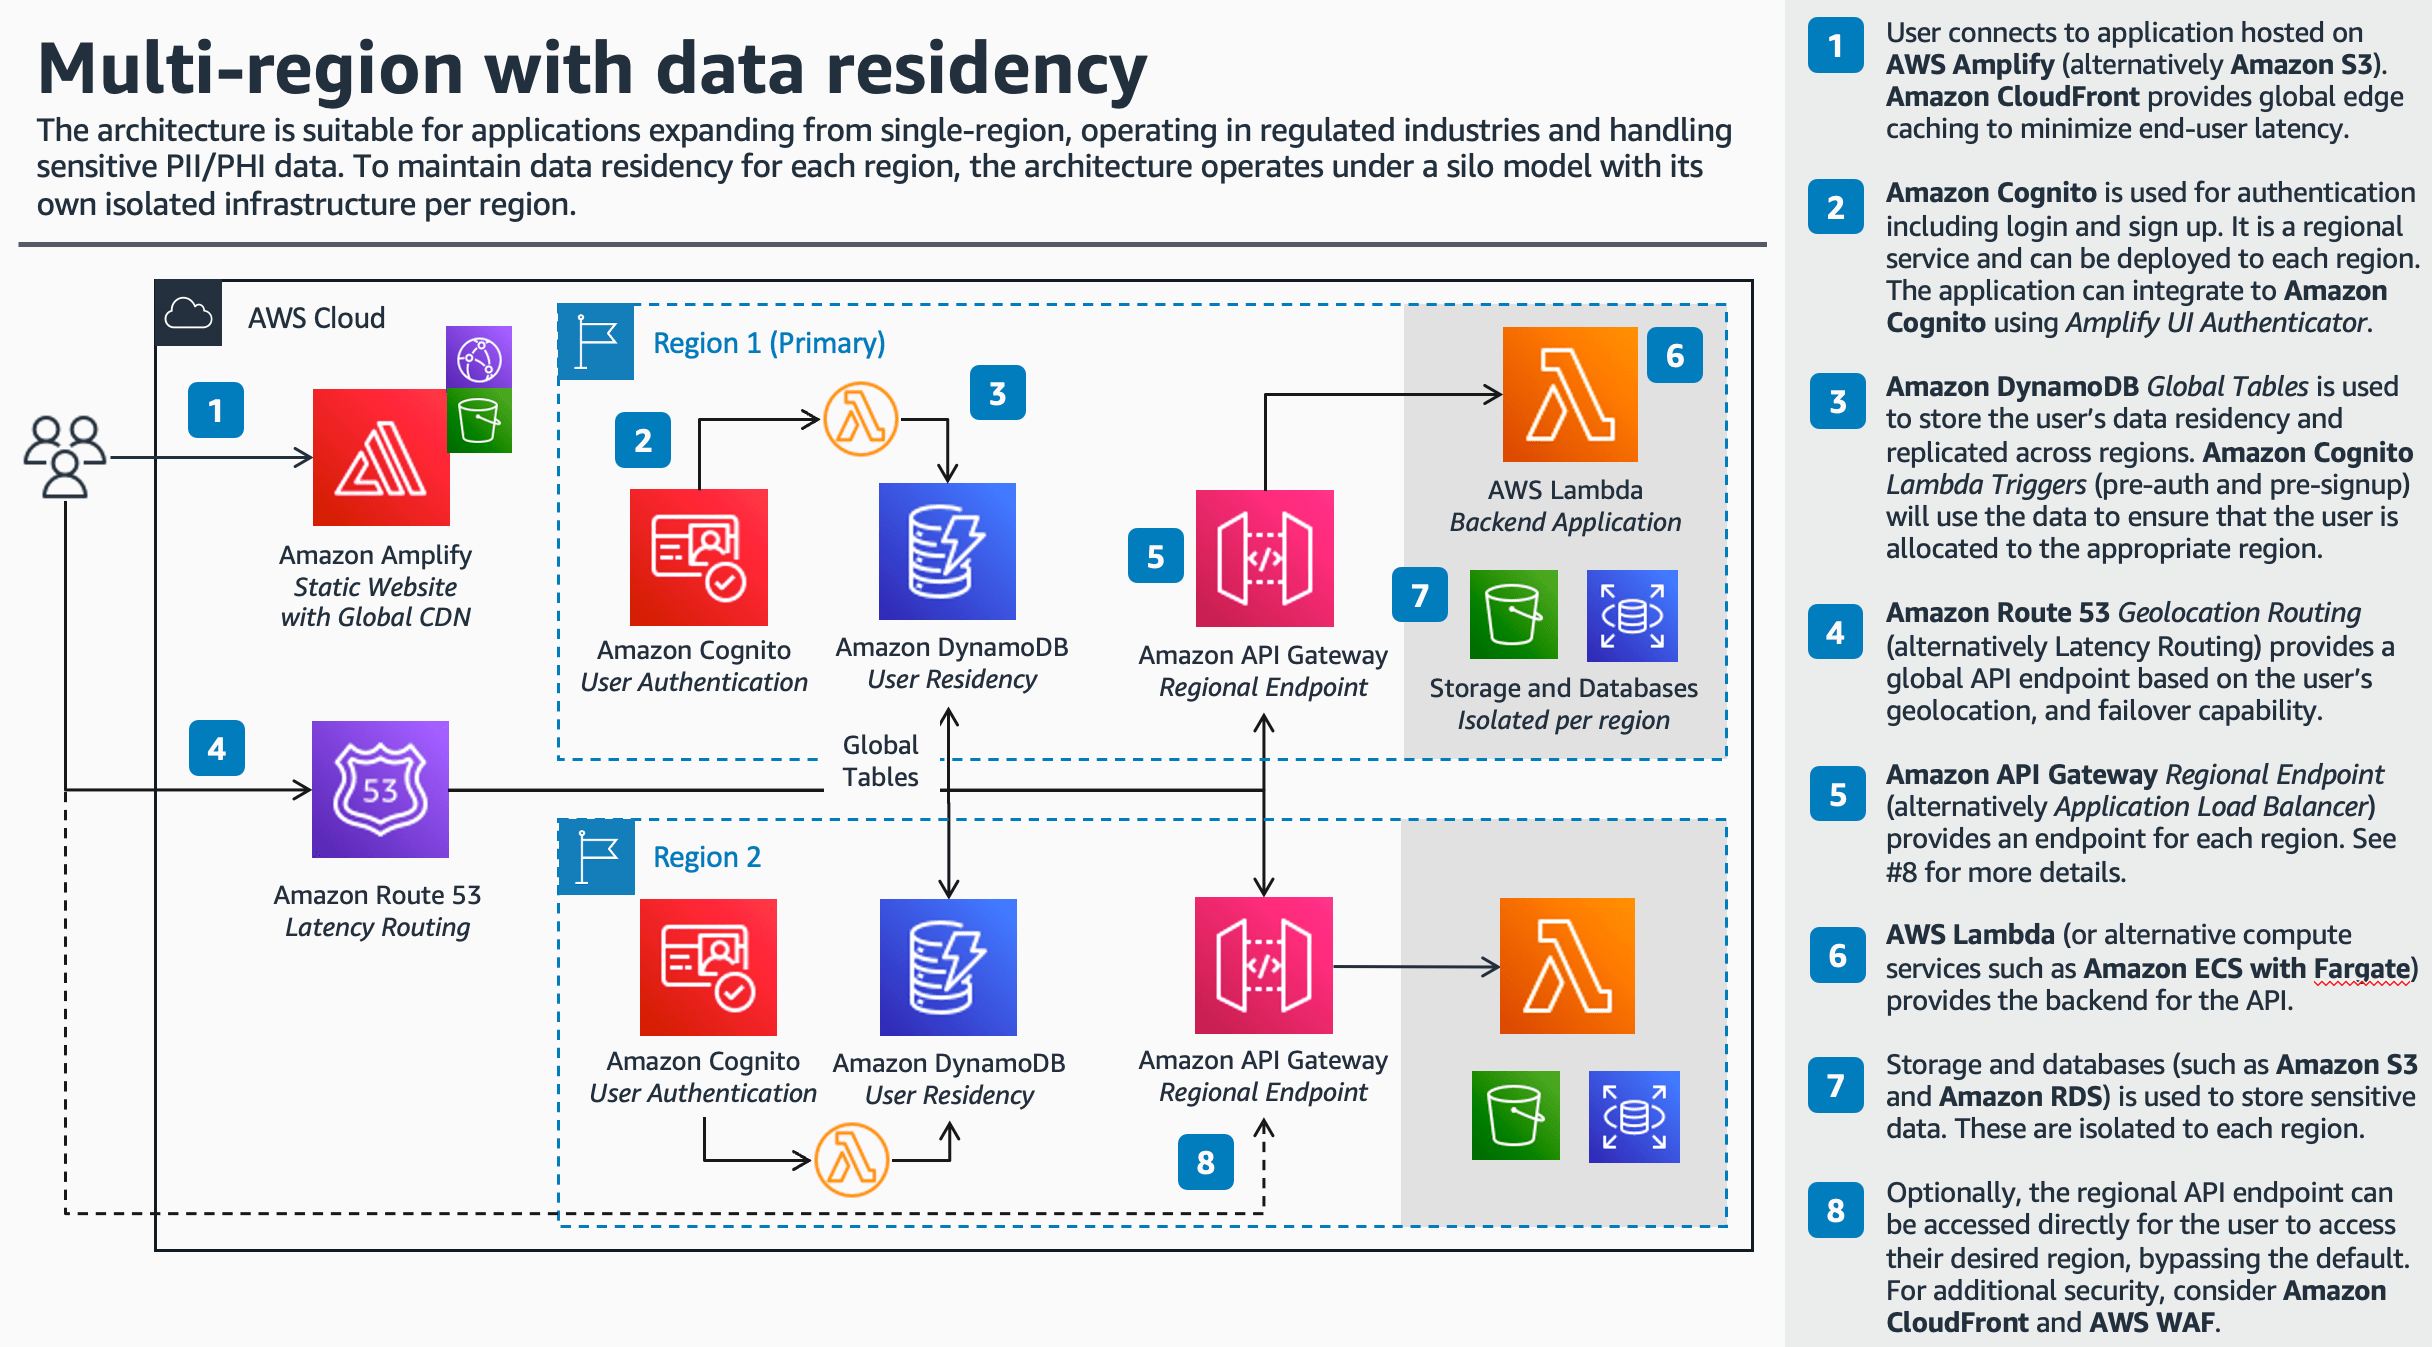 Multi-region with data residency
The architecture is suitable for applications expanding from single-region, operating in regulated industries and handling
sensitive PII/PHI data. To maintain data residency for each region, the architecture operates under a silo model with its
own isolated infrastructure per region.
AWS Cloud
1
Amazon Amplify
Static Website
with Global CDN
4
53
Amazon Route 53
Latency Routing
Region 1 (Primary)
2
3
Amazon Cognito
User Authentication
Amazon DynamoDB
User Residency
5
</>
Amazon API Gateway
Regional Endpoint
6
AWS Lambda
Backend Application
7
Storage and Databases
Isolated per region
Global
Tables
Region 2
Amazon Cognito
User Authentication
Amazon DynamoDB
User Residency
</>
Amazon API Gateway
Regional Endpoint
8
1
User connects to application hosted on
AWS Amplify (alternatively Amazon S3).
Amazon CloudFront provides global edge
caching to minimize end-user latency.
2
Amazon Cognito is used for authentication
including login and sign up. It is a regional
service and can be deployed to each region.
The application can integrate to Amazon
Cognito using Amplify UI Authenticator.
3
Amazon DynamoDB Global Tables is used
to store the user's data residency and
replicated across regions. Amazon Cognito
Lambda Triggers (pre-auth and pre-signup)
will use the data to ensure that the user is
allocated to the appropriate region.
4
Amazon Route 53 Geolocation Routing
(alternatively Latency Routing) provides a
global API endpoint based on the user's
geolocation, and failover capability.
5
Amazon API Gateway Regional Endpoint
(alternatively Application Load Balancer)
provides an endpoint for each region. See
#8 for more details.
6
AWS Lambda (or alternative compute
services such as Amazon ECS with Fargate)
provides the backend for the API.
7
Storage and databases (such as Amazon S3
and Amazon RDS) is used to store sensitive
data. These are isolated to each region.
8
Optionally, the regional API endpoint can
be accessed directly for the user to access
their desired region, bypassing the default.
For additional security, consider Amazon
CloudFront and AWS WAF.